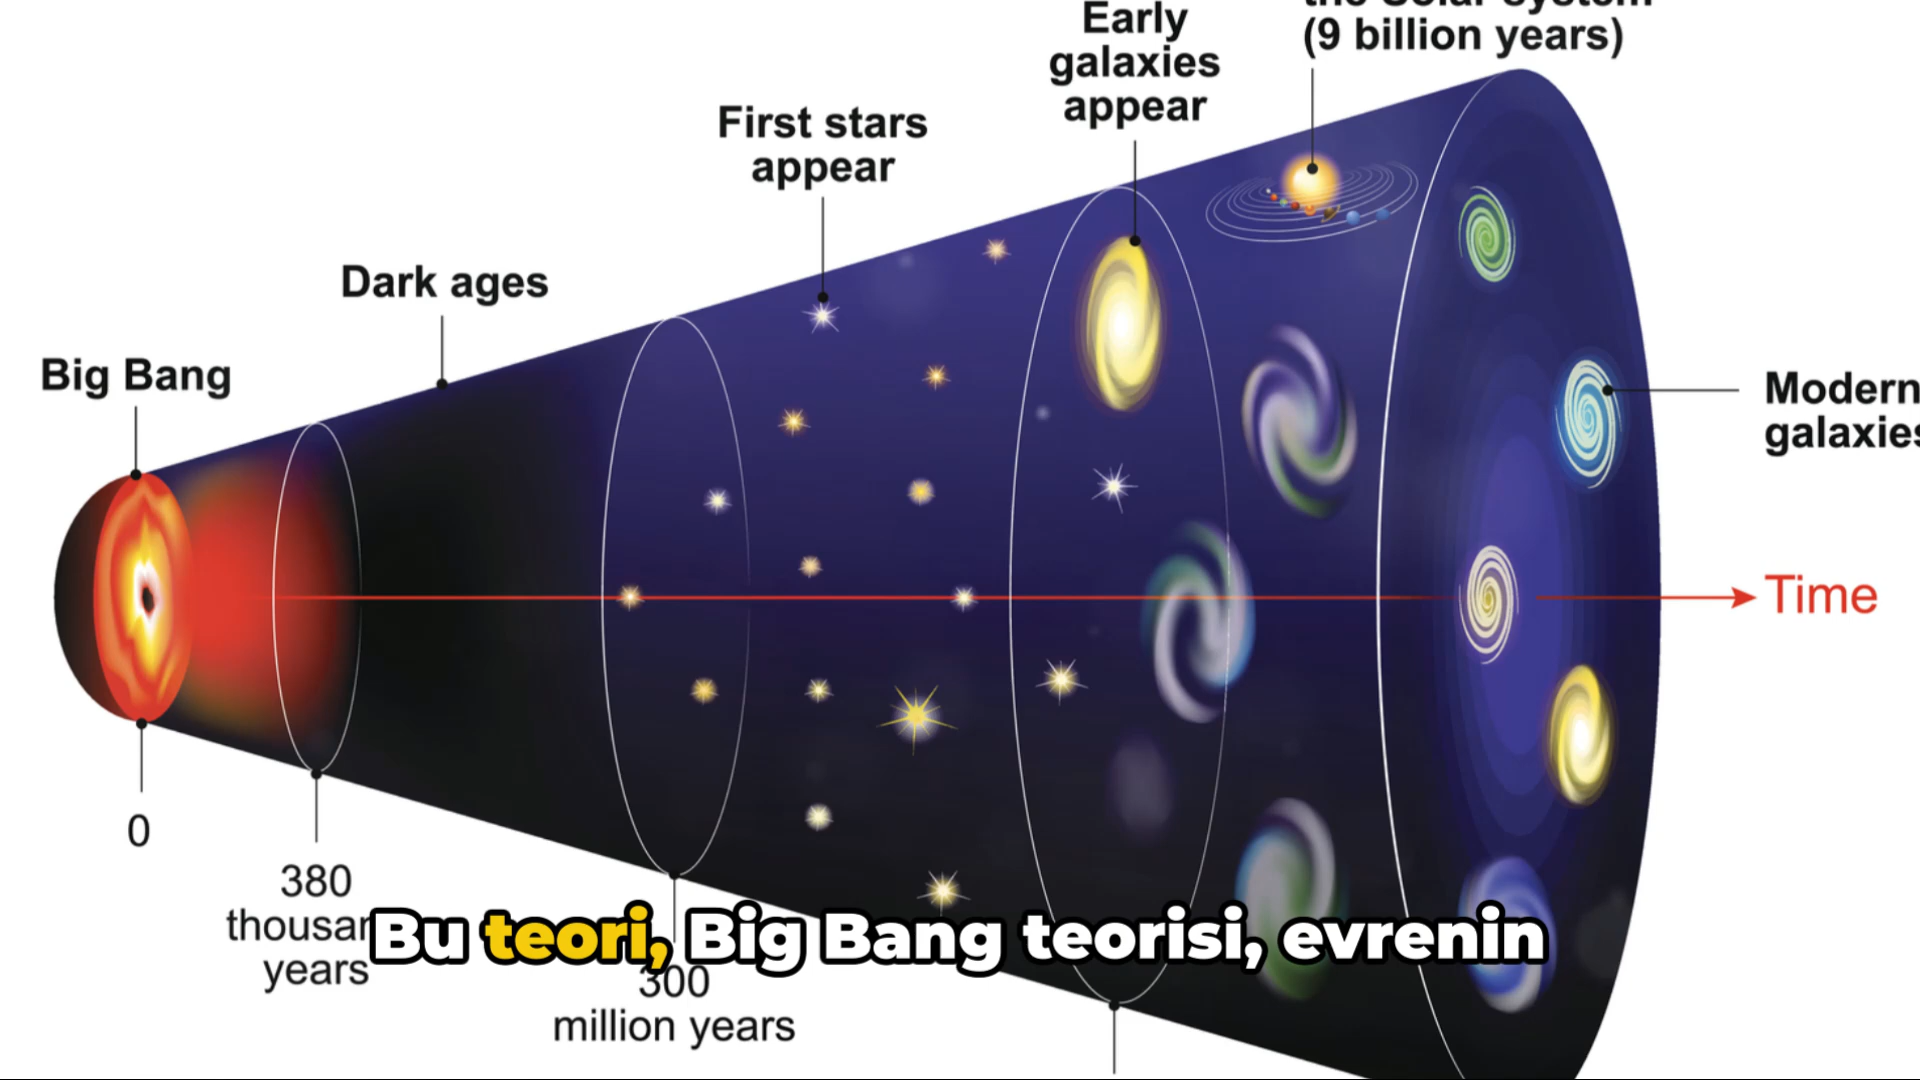 (9 billion years)
Early
galaxies
appear
First stars
appear
Dark ages
Big Bang
Modern
galaxies
Time
0
380
years
300
million years
Bu teori, Big Bang teorisi, evrenin